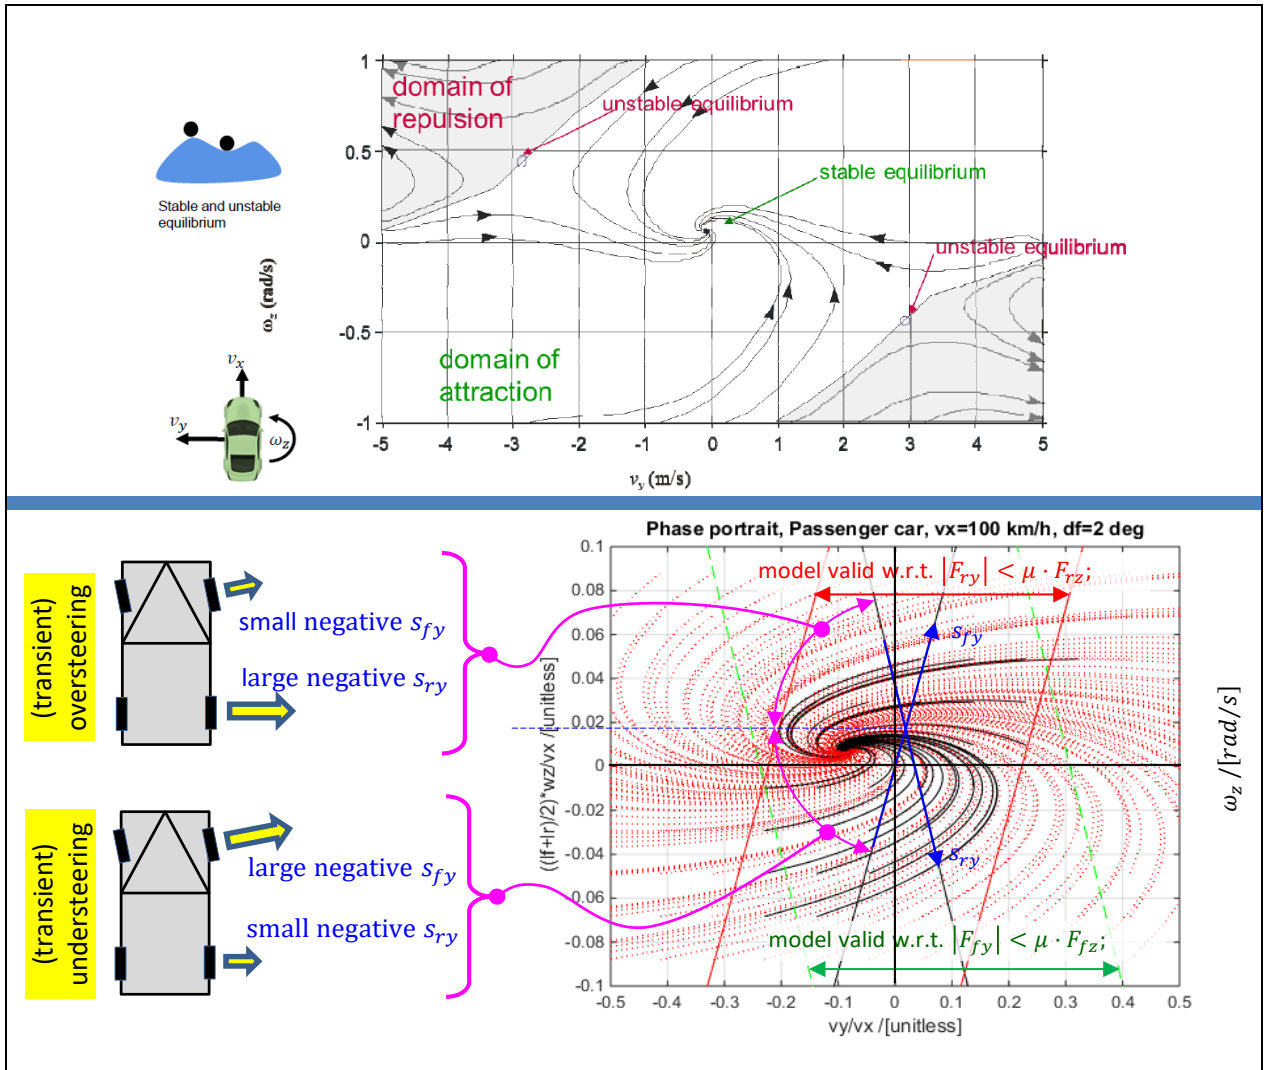 domain of
repulsion
unstable equilibrium
stable equilibrium
unstable equilibrium
domain of
attraction
Stable and unstable
equilibrium
1
0.5
0
-0.5
-1
-5 -4 -3 -2 -1 0 1 2 3 4 5
ω_z (rad/s)
v_y (m/s)
v_x
v_y
ω_z
Phase portrait, Passenger car, vx=100 km/h, df=2 deg
(transient)
oversteering
small negative s_fy
large negative s_ry
(transient)
understeering
large negative s_fy
small negative s_ry
model valid w.r.t. |F_ry| < μ · F_rz;
s_fy
s_ry
model valid w.r.t. |F_fy| < μ · F_fz;
0.1
0.08
0.06
0.04
0.02
0
-0.02
-0.04
-0.06
-0.08
-0.1
-0.5 -0.4 -0.3 -0.2 -0.1 0 0.1 0.2 0.3 0.4 0.5
((lf+lr)/2)*wz/vx /[unitless]
vy/vx /[unitless]
ω_z /[rad/s]